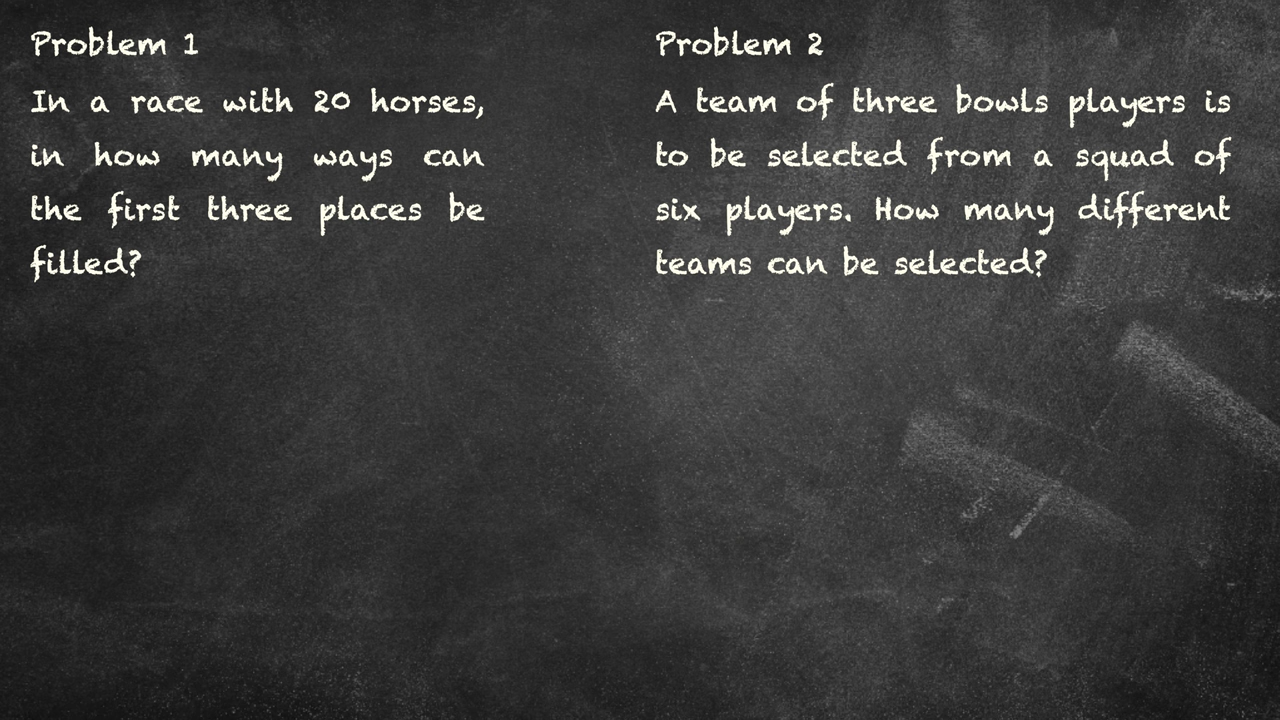 Problem 1
In a race with 20 horses,
in how many ways can
the first three places be
filled?
Problem 2
A team of three bowls players is
to be selected from a squad of
six players. How many different
teams can be selected?